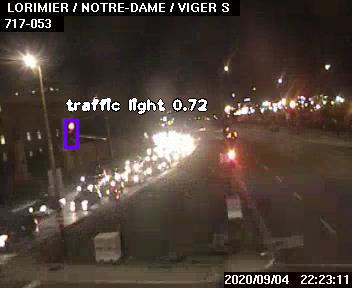 LORIMIER / NOTRE-DAME / VIGER S
717-053
traffic light 0.72
2020/09/04 22:23:11